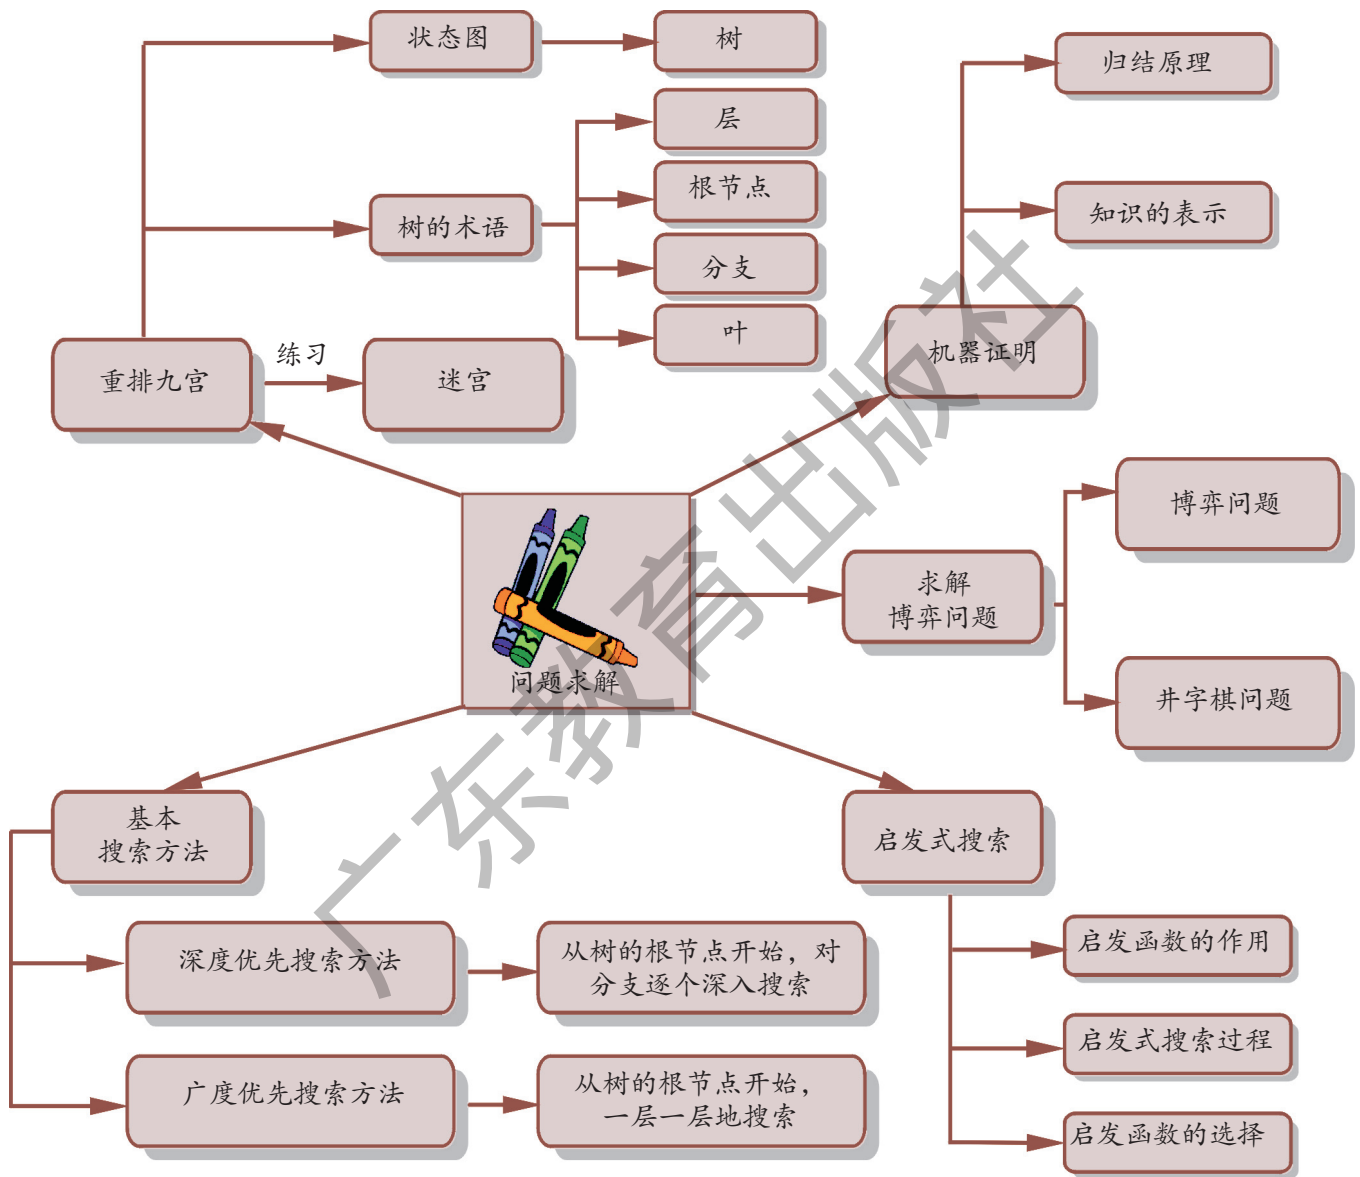 状态图
树
层
根节点
树的术语
分支
叶
重排九宫
练习
迷宫
归结原理
知识的表示
机器证明
博弈问题
求解
博弈问题
井字棋问题
问题求解
基本
搜索方法
深度优先搜索方法
从树的根节点开始，对
分支逐个深入搜索
广度优先搜索方法
从树的根节点开始，
一层一层地搜索
启发式搜索
启发函数的作用
启发式搜索过程
启发函数的选择
广东教育出版社